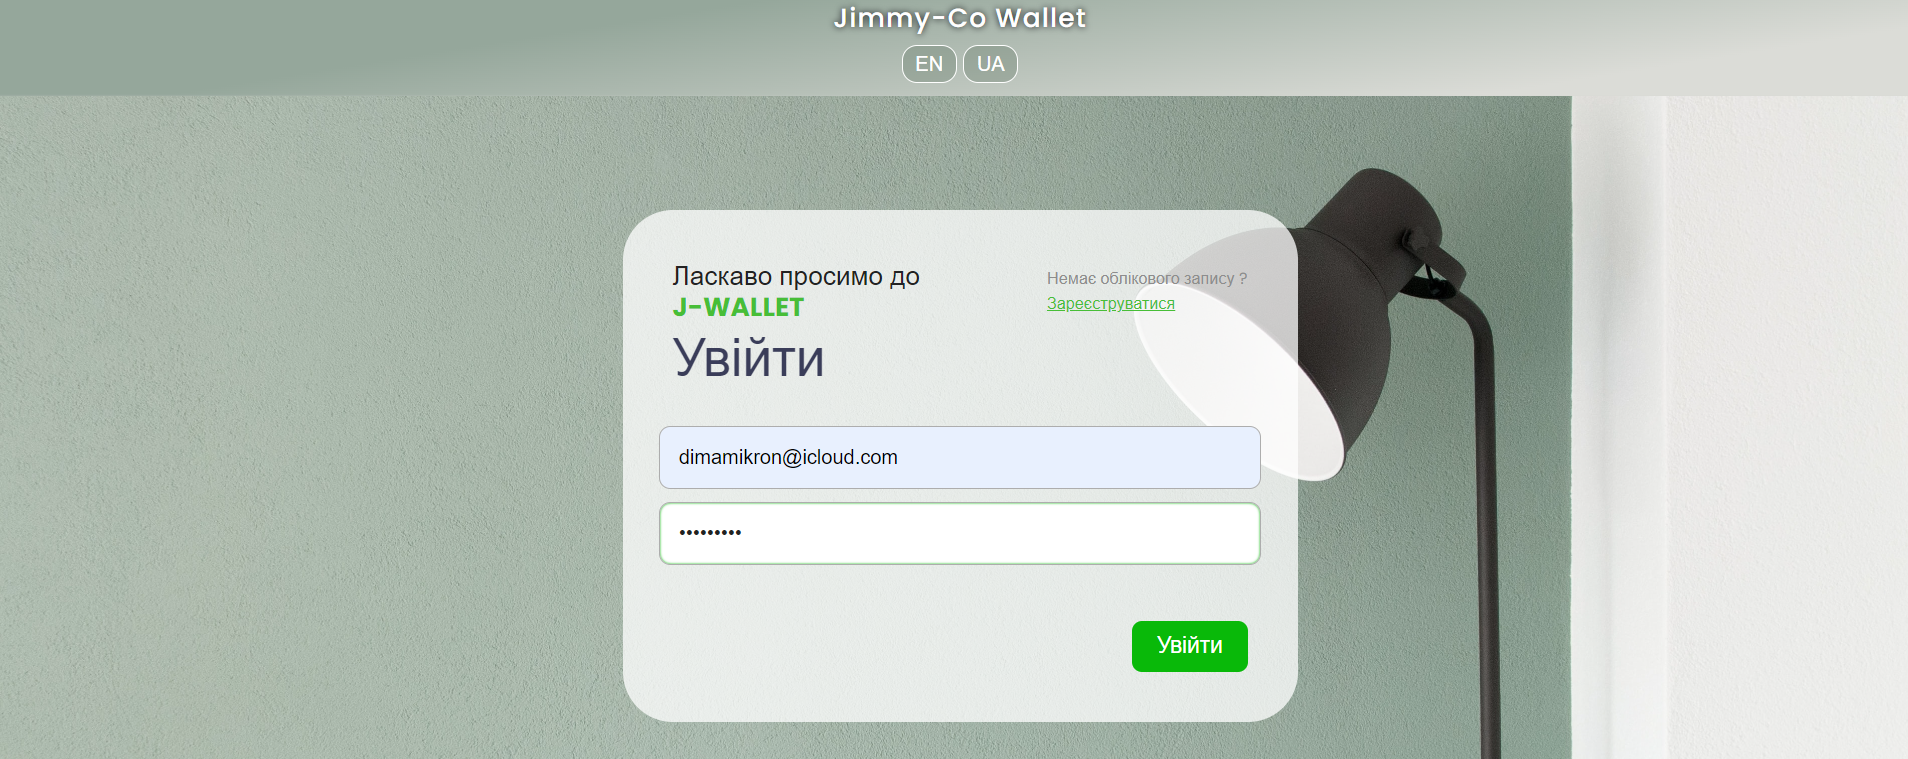 Jimmy-Co Wallet
EN UA
Ласкаво просимо до
J-WALLET
Немає облікового запису ?
Зареєструватися
Увійти
dimamikron@icloud.com
•••••••••
Увійти